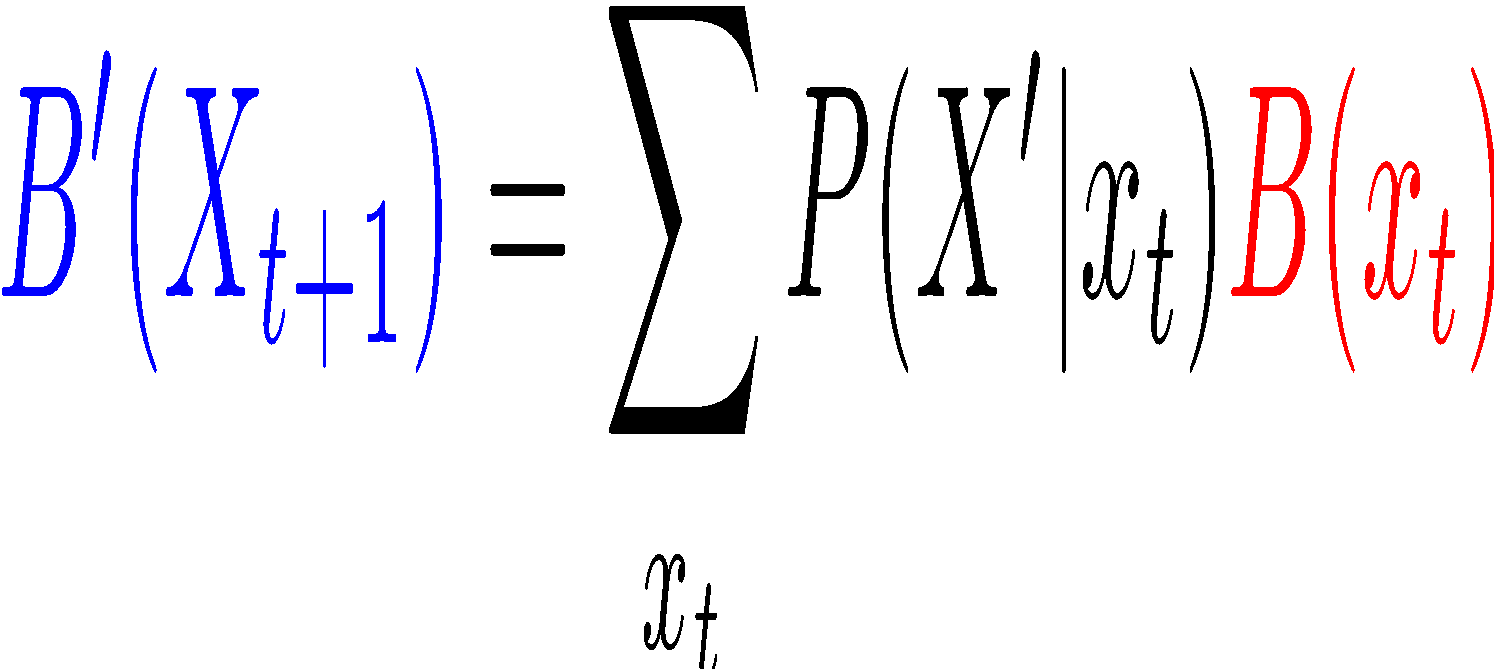 B′(X_{t+1}) = ∑ P(X′|x_t)B(x_t)
x_t